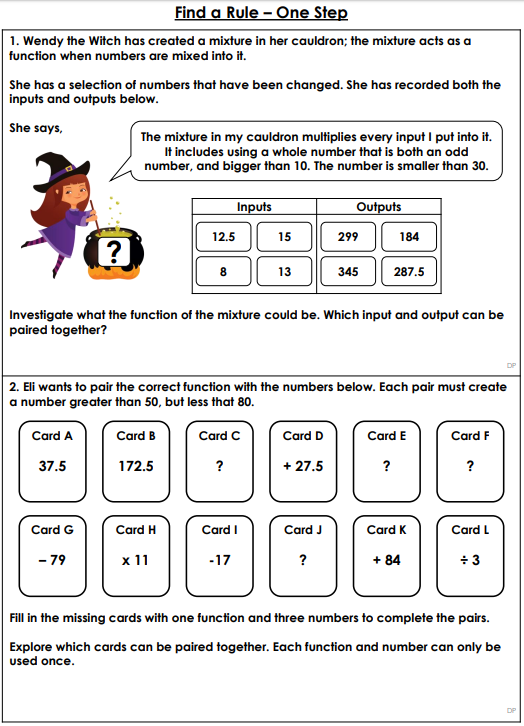 Find a Rule – One Step
1. Wendy the Witch has created a mixture in her cauldron; the mixture acts as a
function when numbers are mixed into it.
She has a selection of numbers that have been changed. She has recorded both the
inputs and outputs below.
She says,
The mixture in my cauldron multiplies every input I put into it.
It includes using a whole number that is both an odd
number, and bigger than 10. The number is smaller than 30.
?
Inputs Outputs
12.5 15 299 184
8 13 345 287.5
Investigate what the function of the mixture could be. Which input and output can be
paired together?
DP
2. Eli wants to pair the correct function with the numbers below. Each pair must create
a number greater than 50, but less that 80.
Card A Card B Card C Card D Card E Card F
37.5 172.5 ? + 27.5 ? ?
Card G Card H Card I Card J Card K Card L
– 79 x 11 -17 ? + 84 ÷ 3
Fill in the missing cards with one function and three numbers to complete the pairs.
Explore which cards can be paired together. Each function and number can only be
used once.
DP